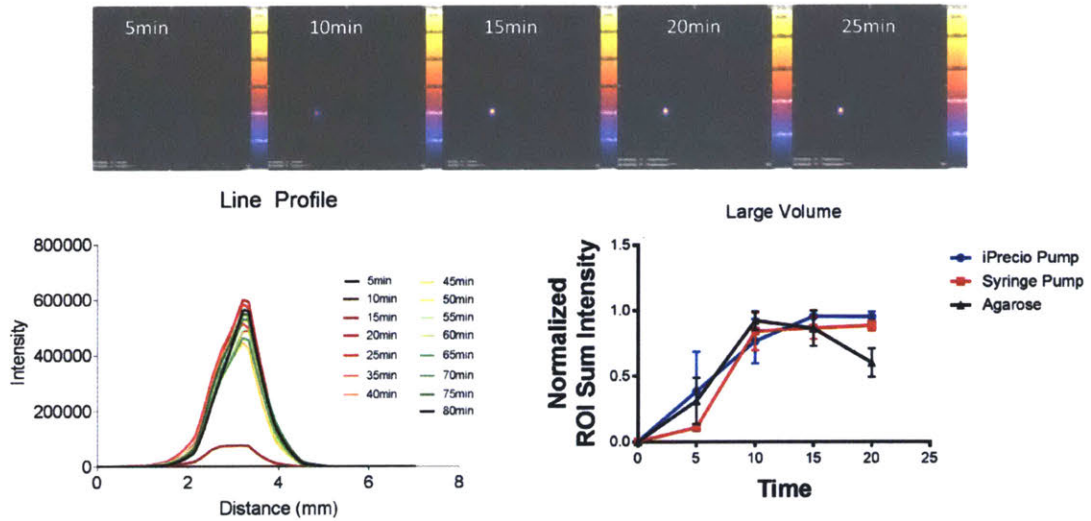 5min 10min 15min 20min 25min
Line Profile
800000
600000
400000
200000
0
Intensity
0 2 4 6 8
Distance (mm)
5min 45min
10min 50min
15min 55min
20min 60min
25min 65min
35min 70min
40min 75min
80min
Large Volume
1.5
1.0
0.5
0.0
Normalized
ROI Sum Intensity
0 5 10 15 20 25
Time
iPrecio Pump
Syringe Pump
Agarose